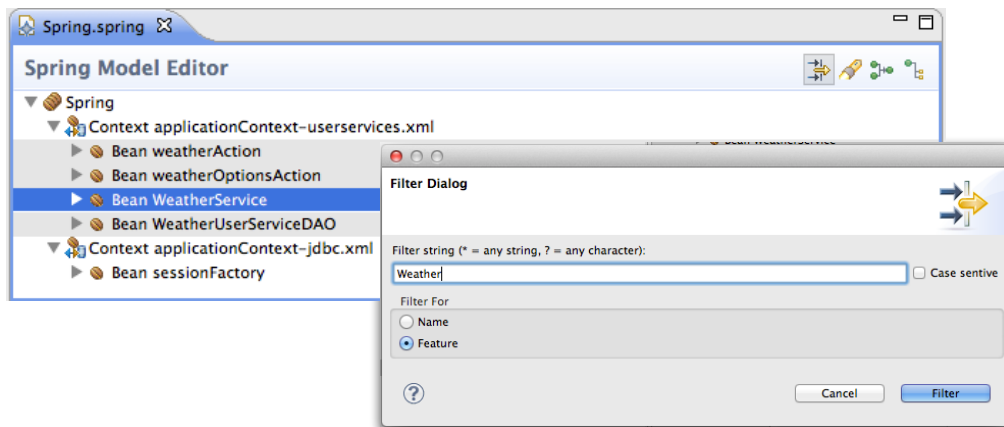 Spring.spring
Spring Model Editor
Spring
Context applicationContext-userservices.xml
Bean weatherAction
Bean weatherOptionsAction
Bean WeatherService
Bean WeatherUserServiceDAO
Context applicationContext-jdbc.xml
Bean sessionFactory
Bean weatherService
Filter Dialog
Filter string (* = any string, ? = any character):
Weather
Case sentive
Filter For
Name
Feature
?
Cancel
Filter